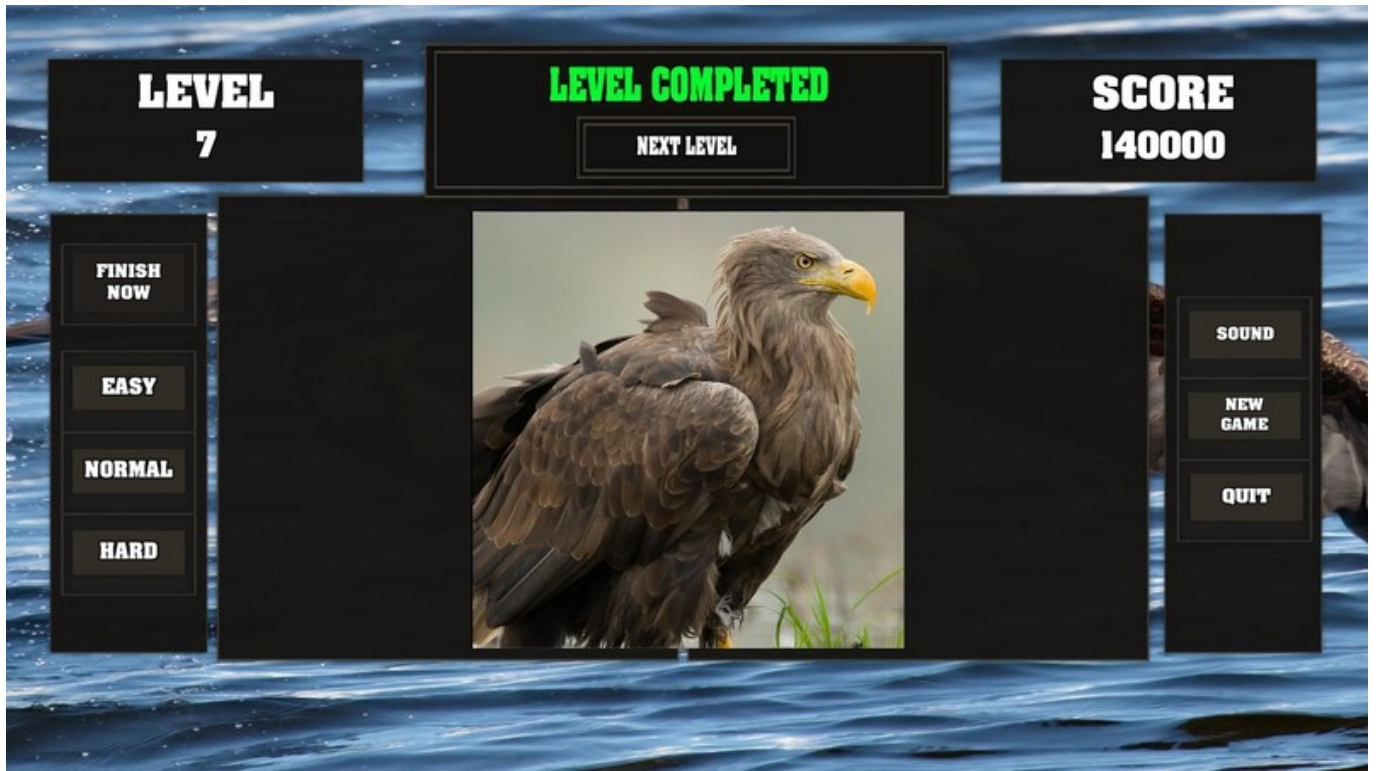 LEVEL
7
LEVEL COMPLETED
NEXT LEVEL
SCORE
140000
FINISH
NOW
EASY
NORMAL
HARD
SOUND
NEW
GAME
QUIT